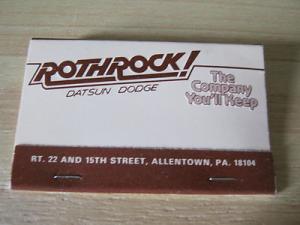 ROTHROCK!
DATSUN DODGE
The
Company
You'll Keep
RT. 22 AND 15TH STREET, ALLENTOWN, PA. 18104